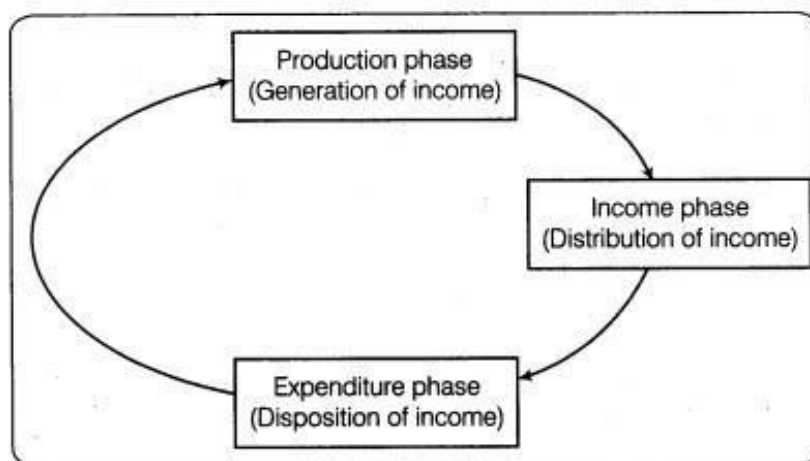 Production phase
(Generation of income)
Income phase
(Distribution of income)
Expenditure phase
(Disposition of income)